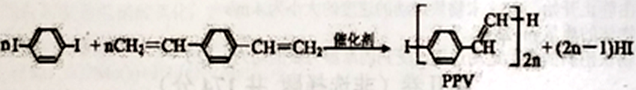 nI-I + nCH₂=CH-CH=CH₂ 催化剂 I-[CH=CH]2n-H + (2n-1)HI
PPV